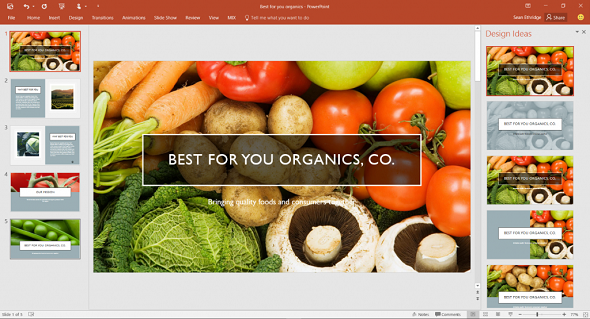 Best for you organics - PowerPoint
File Home Insert Design Transitions Animations Slide Show Review View MIX Tell me what you want to do
Sean Ettridge Share
1
BEST FOR YOU ORGANICS, CO.
2
3
4
OUR PROCESS
5
BEST FOR YOU ORGANICS, CO.
BEST FOR YOU ORGANICS, CO.
Bringing quality foods and consumers together
Design Ideas
BEST FOR YOU ORGANICS, CO.
BEST FOR YOU ORGANICS, CO.
BEST FOR YOU ORGANICS, CO.
BEST FOR YOU ORGANICS, CO.
BEST FOR YOU ORGANICS, CO.
Slide 1 of 5
Notes Comments
77%